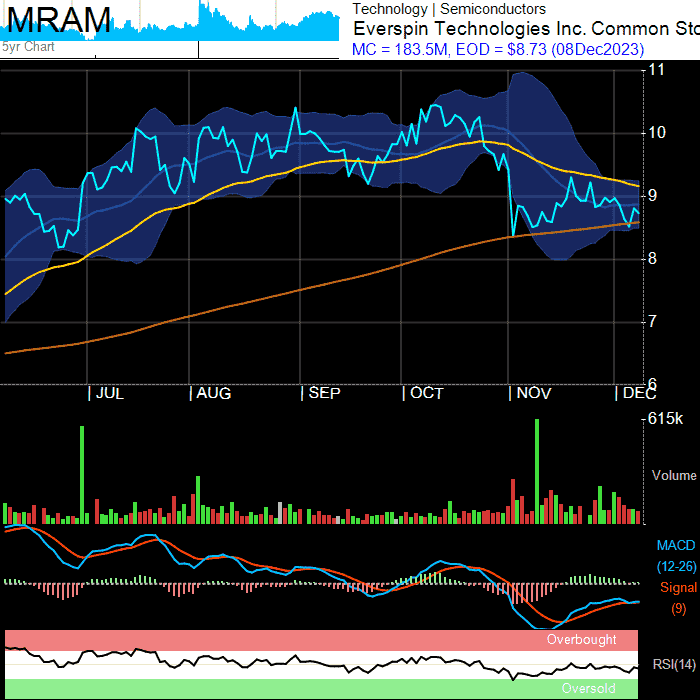 MRAM
5yr Chart
Technology | Semiconductors
Everspin Technologies Inc. Common Sto
MC = 183.5M, EOD = $8.73 (08Dec2023)
11
10
9
8
7
6
JUL AUG SEP OCT NOV DEC
615k
Volume
MACD
(12-26)
Signal
(9)
Overbought
RSI(14)
Oversold